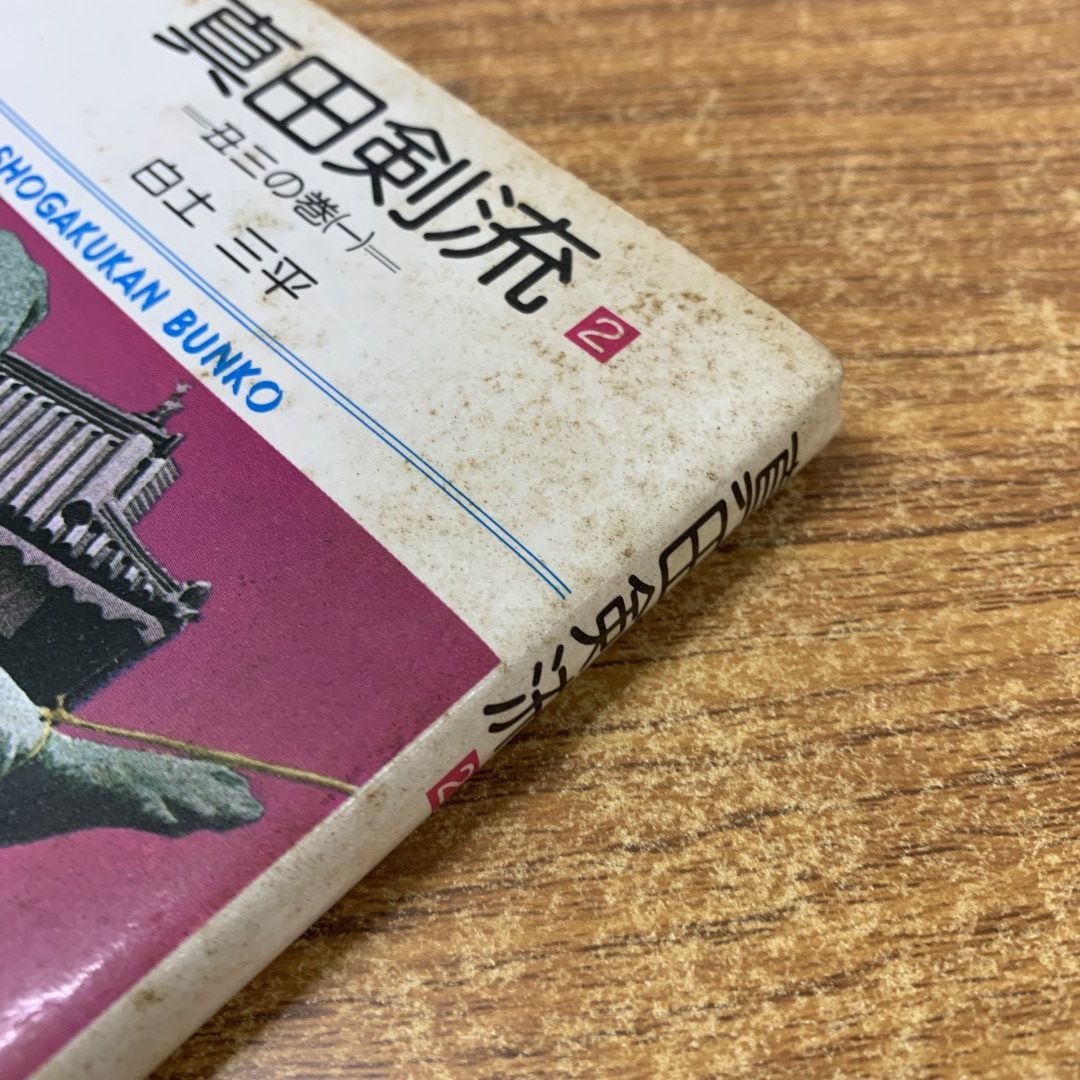 真田剣流 2
=丑三の巻(一)=
白土 三平
SHOGAKUKAN BUNKO
真田剣流 2